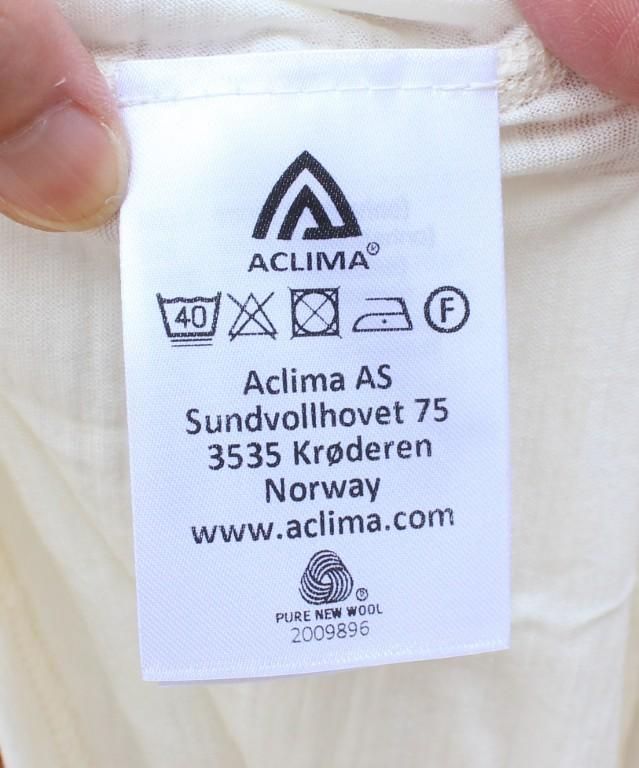 ACLIMA®
40 F
Aclima AS
Sundvollhovet 75
3535 Krøderen
Norway
www.aclima.com
®
PURE NEW WOOL
2009896